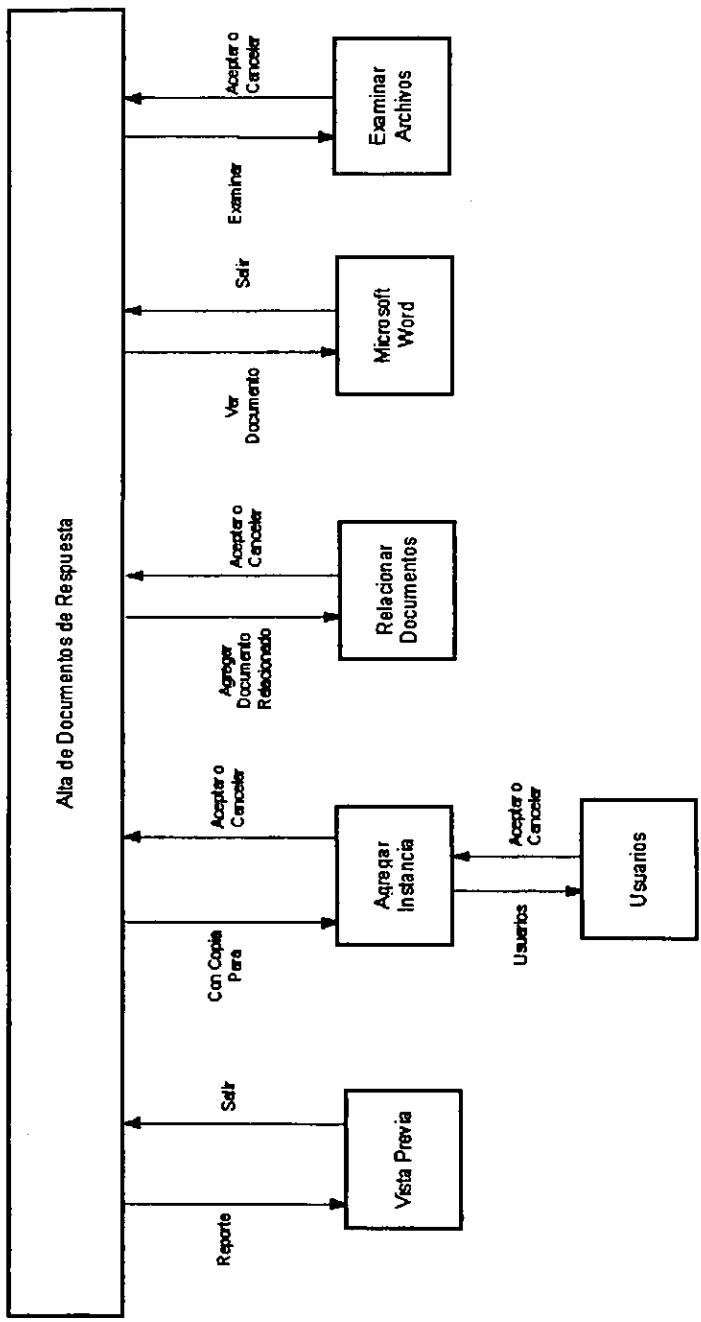 Alta de Documentos de Respuesta
Reporte
Salir
Con Copia
Para
Aceptar o
Cancelar
Agregar
Documento
Relacionado
Aceptar o
Cancelar
Ver
Documento
Salir
Examinar
Aceptar o
Cancelar
Vista Previa
Agregar
Instancia
Relacionar
Documentos
Microsoft
Word
Examinar
Archivos
Usuarios
Aceptar o
Cancelar
Usuarios